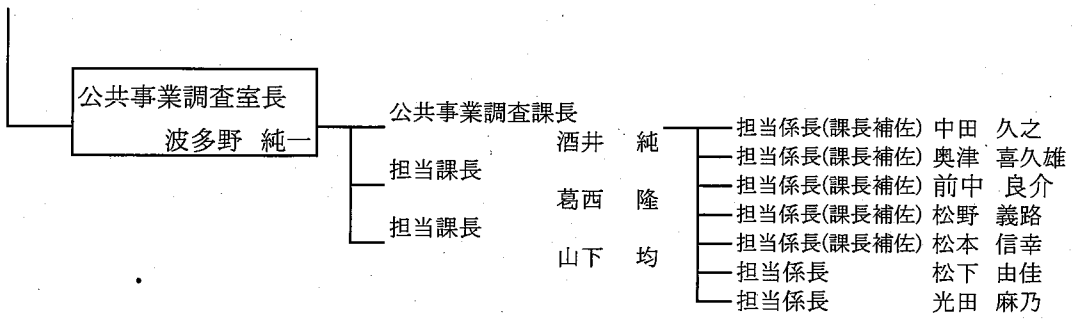 公共事業調査室長
波多野 純一
公共事業調査課長
酒井 純
担当課長
葛西 隆
担当課長
山下 均
担当係長(課長補佐) 中田 久之
担当係長(課長補佐) 奥津 喜久雄
担当係長(課長補佐) 前中 良介
担当係長(課長補佐) 松野 義路
担当係長(課長補佐) 松本 信幸
担当係長 松下 由佳
担当係長 光田 麻乃